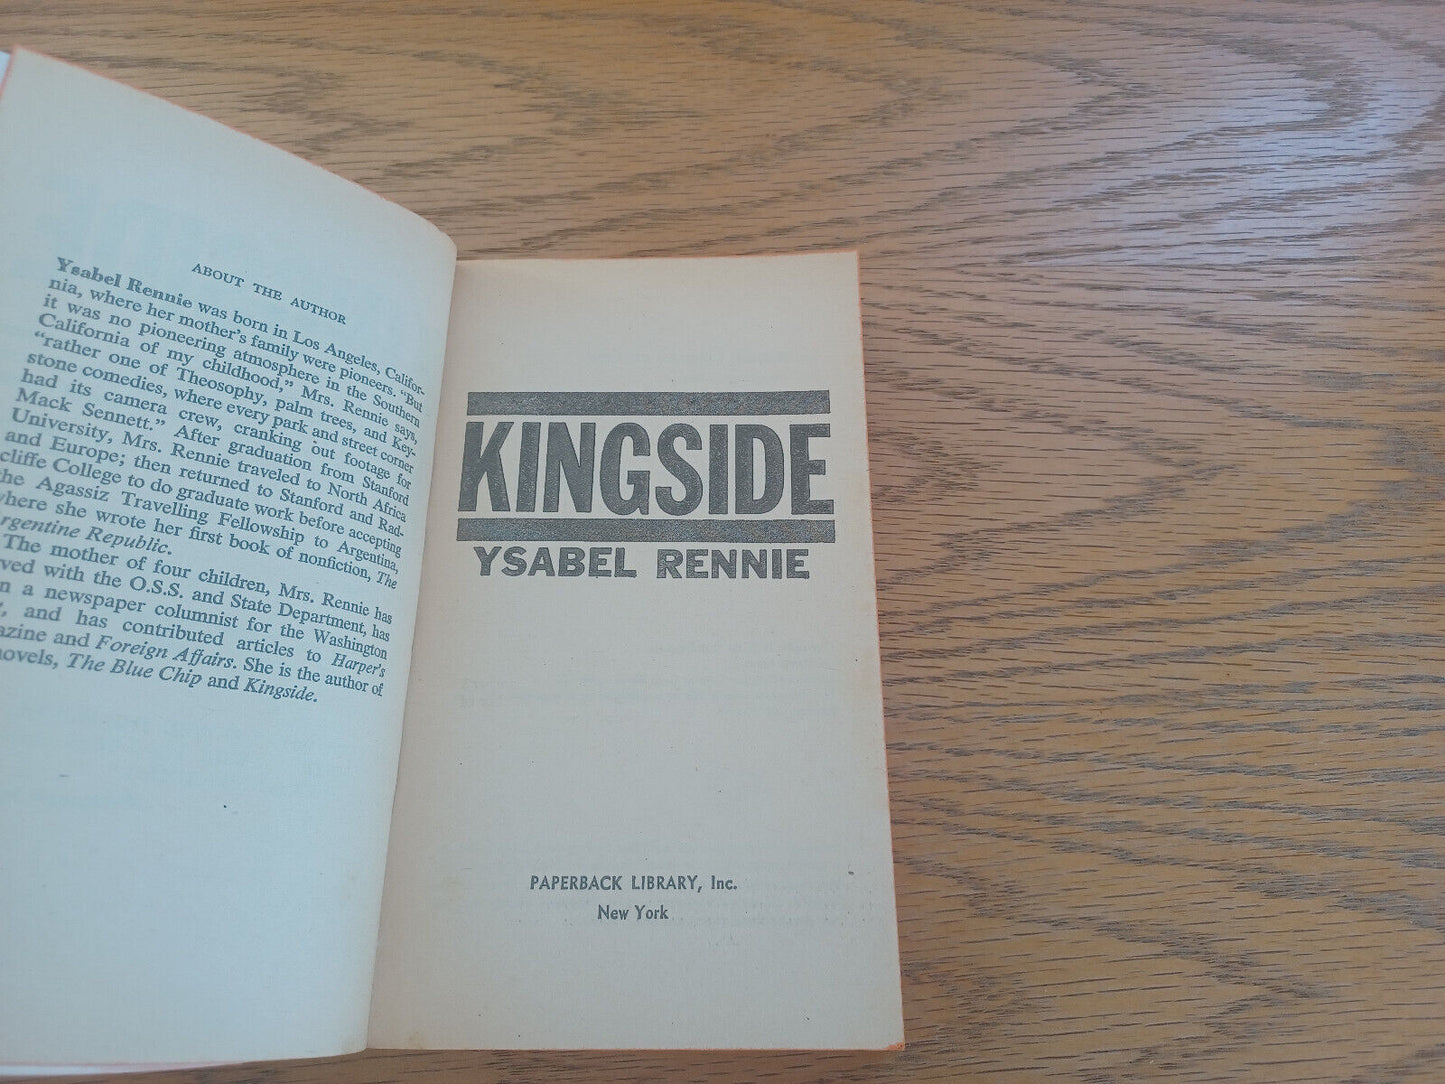 ABOUT THE AUTHOR
Ysabel Rennie was born in Los Angeles, Califor-
nia, where her mother's family were pioneers. "But
it was no pioneering atmosphere in the Southern
California of my childhood," Mrs. Rennie says,
"rather one of Theosophy, palm trees, and Key-
stone comedies, where every park and street corner
had its camera crew, cranking out footage for
Mack Sennett." After graduation from Stanford
University, Mrs. Rennie traveled to North Africa
and Europe; then returned to Stanford and Rad-
cliffe College to do graduate work before accepting
the Agassiz Travelling Fellowship to Argentina,
where she wrote her first book of nonfiction, The
rgentine Republic.
The mother of four children, Mrs. Rennie has
ved with the O.S.S. and State Department, has
n a newspaper columnist for the Washington
, and has contributed articles to Harper's
azine and Foreign Affairs. She is the author of
novels, The Blue Chip and Kingside.
KINGSIDE
YSABEL RENNIE
PAPERBACK LIBRARY, Inc.
New York